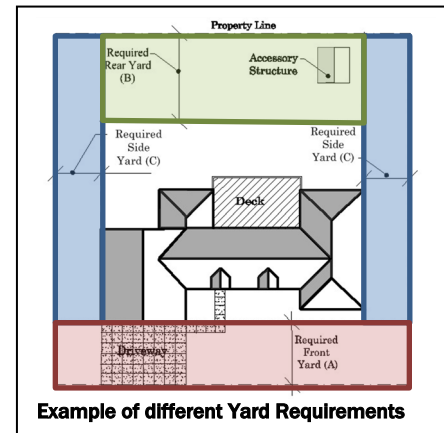 Property Line
Required
Rear Yard
(B)
Accessory
Structure
Required
Side
Yard (C)
Required
Side
Yard (C)
Deck
Driveway
Required
Front
Yard (A)
Example of different Yard Requirements